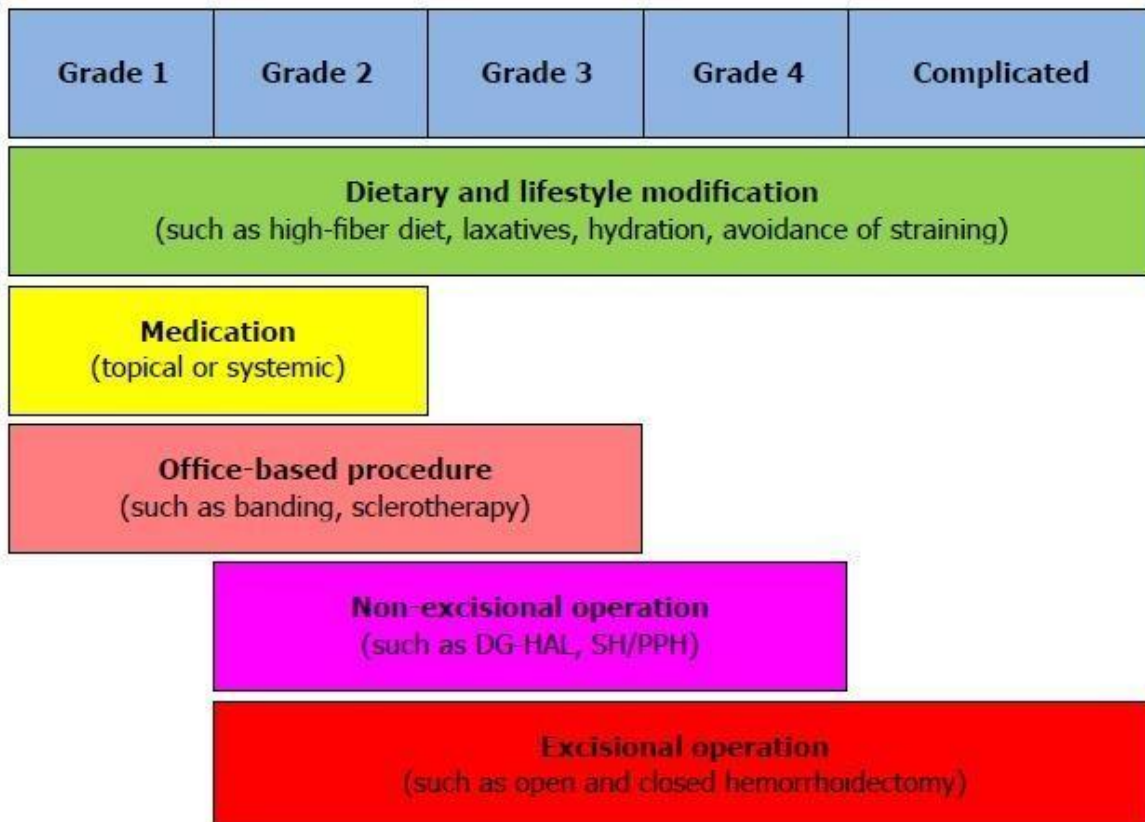 Grade 1
Grade 2
Grade 3
Grade 4
Complicated
Dietary and lifestyle modification
(such as high-fiber diet, laxatives, hydration, avoidance of straining)
Medication
(topical or systemic)
Office-based procedure
(such as banding, sclerotherapy)
Non-excisional operation
(such as DG-HAL, SH/PPH)
Excisional operation
(such as open and closed hemorrhoidectomy)